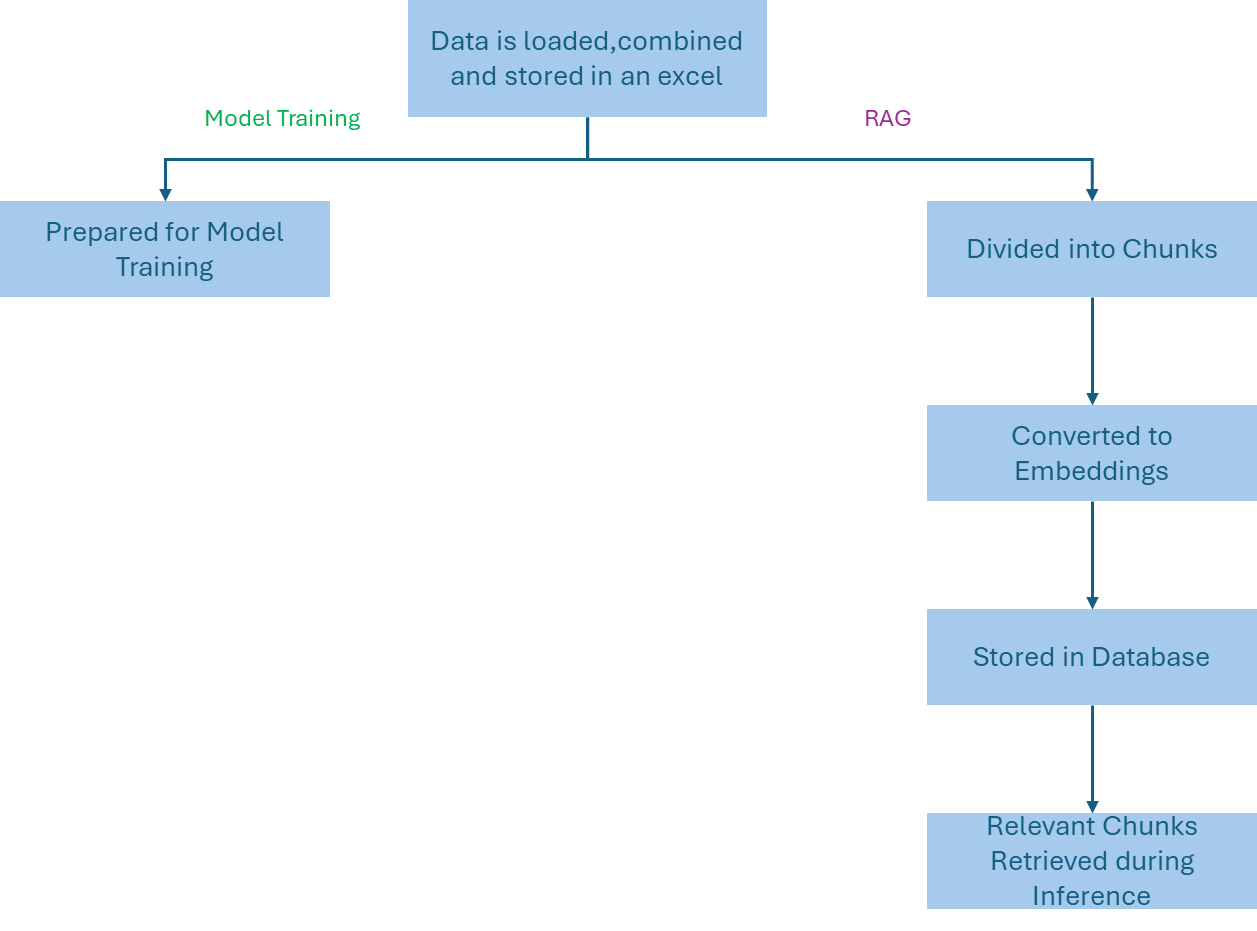 Data is loaded,combined
and stored in an excel
Model Training
RAG
Prepared for Model
Training
Divided into Chunks
Converted to
Embeddings
Stored in Database
Relevant Chunks
Retrieved during
Inference